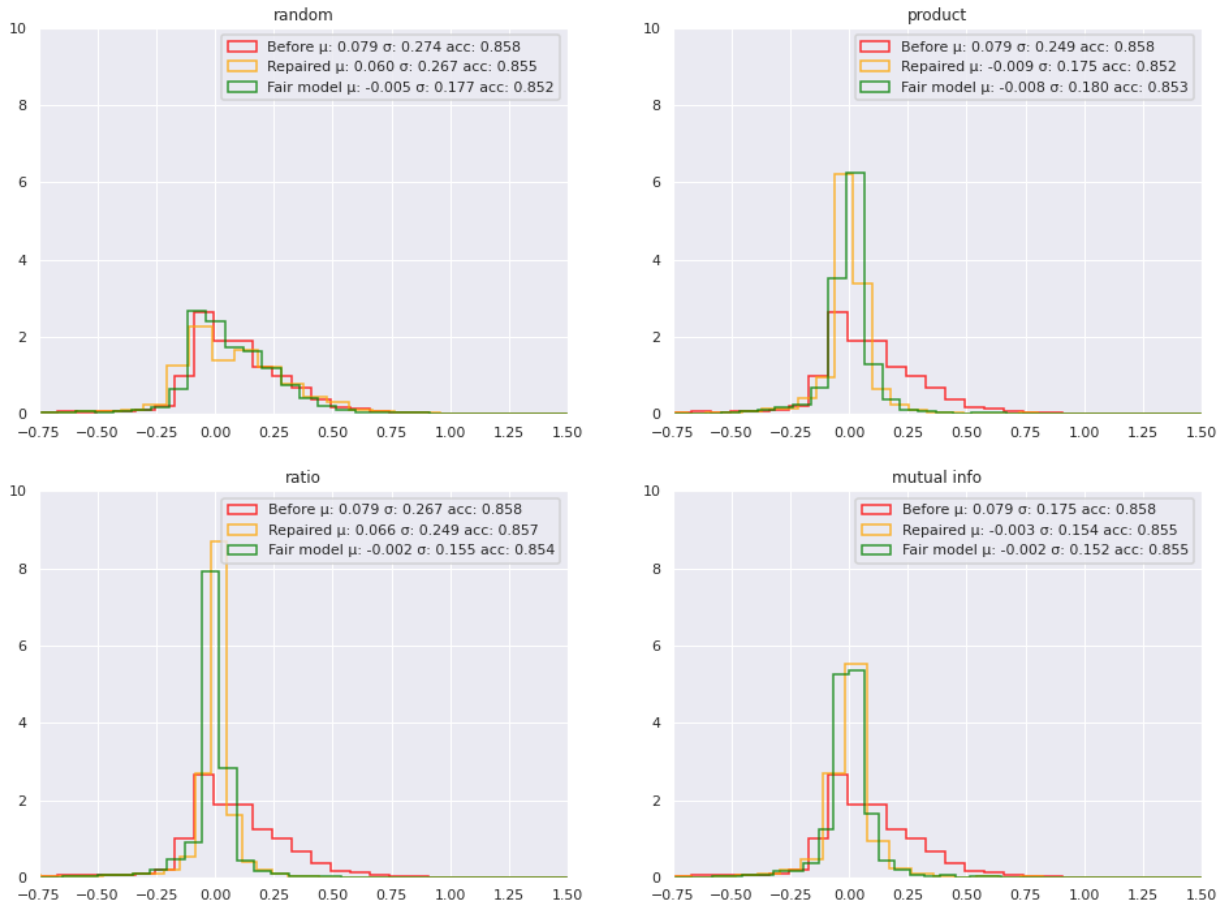 random
Before μ: 0.079 σ: 0.274 acc: 0.858
Repaired μ: 0.060 σ: 0.267 acc: 0.855
Fair model μ: -0.005 σ: 0.177 acc: 0.852
10
8
6
4
2
0
−0.75 −0.50 −0.25 0.00 0.25 0.50 0.75 1.00 1.25 1.50
product
Before μ: 0.079 σ: 0.249 acc: 0.858
Repaired μ: -0.009 σ: 0.175 acc: 0.852
Fair model μ: -0.008 σ: 0.180 acc: 0.853
10
8
6
4
2
0
−0.75 −0.50 −0.25 0.00 0.25 0.50 0.75 1.00 1.25 1.50
ratio
Before μ: 0.079 σ: 0.267 acc: 0.858
Repaired μ: 0.066 σ: 0.249 acc: 0.857
Fair model μ: -0.002 σ: 0.155 acc: 0.854
10
8
6
4
2
0
−0.75 −0.50 −0.25 0.00 0.25 0.50 0.75 1.00 1.25 1.50
mutual info
Before μ: 0.079 σ: 0.175 acc: 0.858
Repaired μ: -0.003 σ: 0.154 acc: 0.855
Fair model μ: -0.002 σ: 0.152 acc: 0.855
10
8
6
4
2
0
−0.75 −0.50 −0.25 0.00 0.25 0.50 0.75 1.00 1.25 1.50